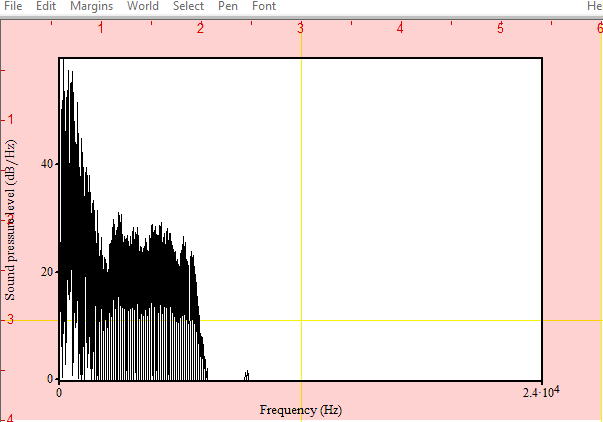 File Edit Margins World Select Pen Font He
1 2 3 4 5 6
1
2
3
4
Sound pressure level (dB/Hz)
40
20
0
0 2.4·10⁴
Frequency (Hz)